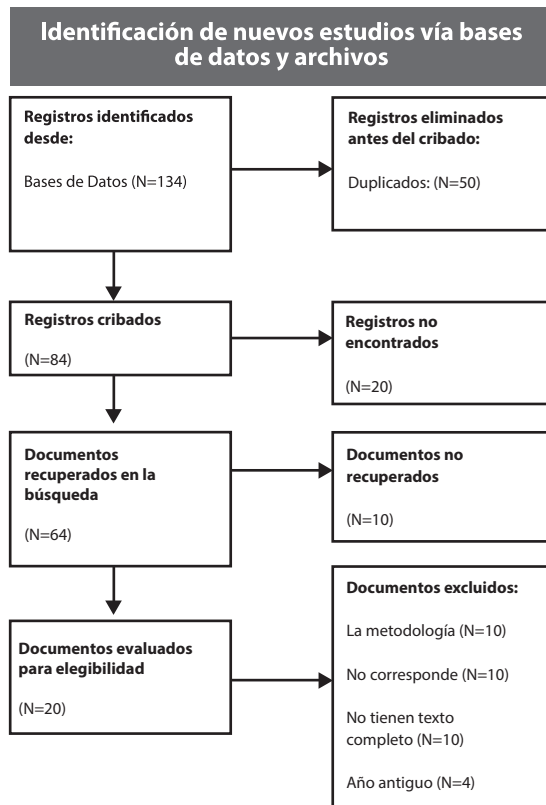 Identificación de nuevos estudios vía bases
de datos y archivos
Registros identificados
desde:
Bases de Datos (N=134)
Registros eliminados
antes del cribado:
Duplicados: (N=50)
Registros cribados
(N=84)
Registros no
encontrados
(N=20)
Documentos
recuperados en la
búsqueda
(N=64)
Documentos no
recuperados
(N=10)
Documentos evaluados
para elegibilidad
(N=20)
Documentos excluidos:
La metodología (N=10)
No corresponde (N=10)
No tienen texto
completo (N=10)
Año antiguo (N=4)